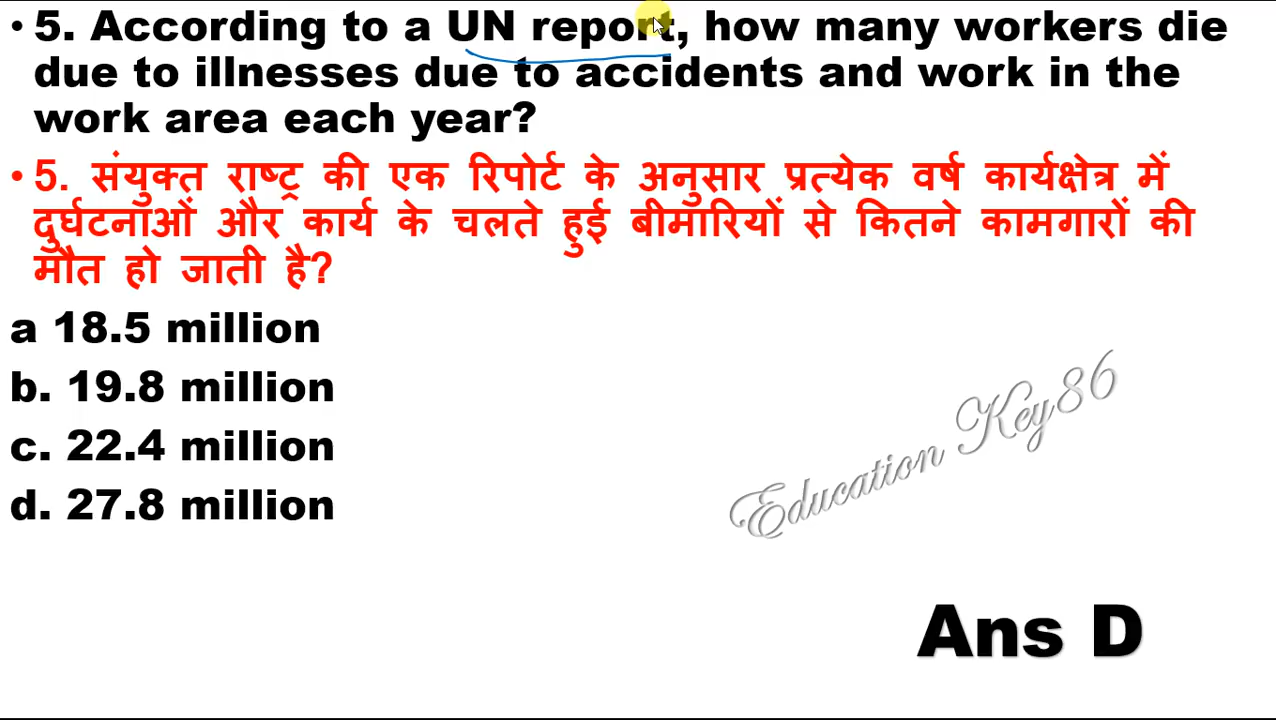 • 5. According to a UN report, how many workers die
due to illnesses due to accidents and work in the
work area each year?
• 5. संयुक्त राष्ट्र की एक रिपोर्ट के अनुसार प्रत्येक वर्ष कार्यक्षेत्र में
दुर्घटनाओं और कार्य के चलते हुई बीमारियों से कितने कामगारों की
मौत हो जाती है?
a 18.5 million
b. 19.8 million
c. 22.4 million
d. 27.8 million
Education Key86
Ans D